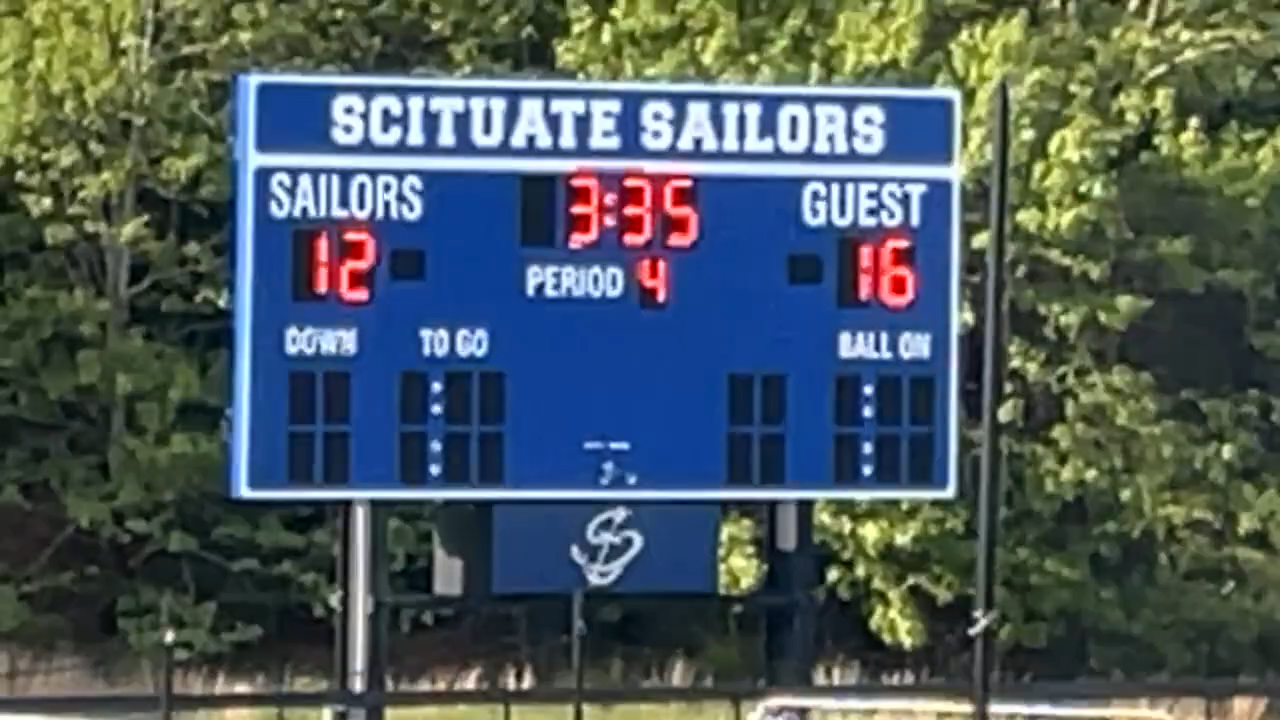 SCITUATE SAILORS
SAILORS 3:35 GUEST
12 PERIOD 4 16
DOWN TO GO BALL ON